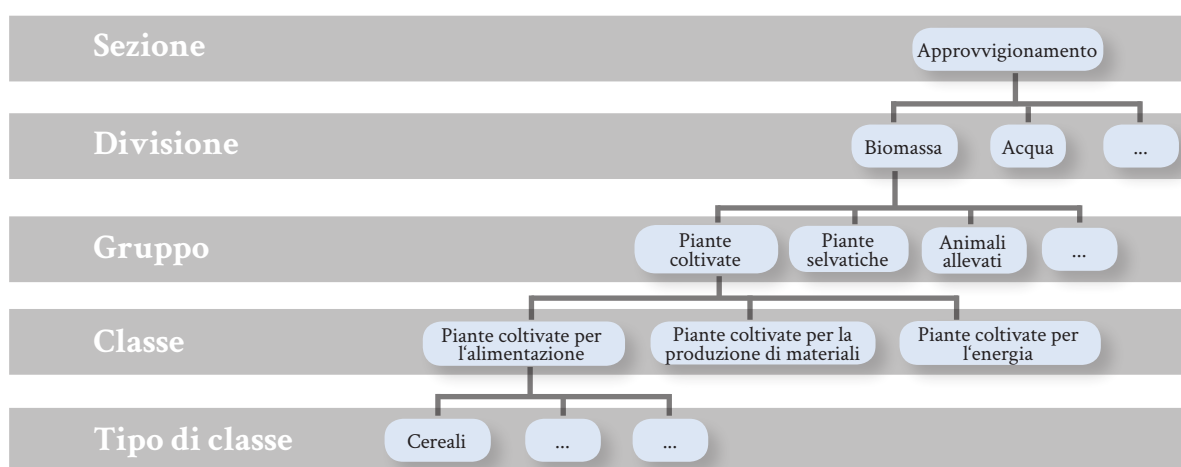 Sezione
Approvvigionamento
Divisione
Biomassa
Acqua
...
Gruppo
Piante
coltivate
Piante
selvatiche
Animali
allevati
...
Classe
Piante coltivate per
l‘alimentazione
Piante coltivate per la
produzione di materiali
Piante coltivate per
l‘energia
Tipo di classe
Cereali
...
...